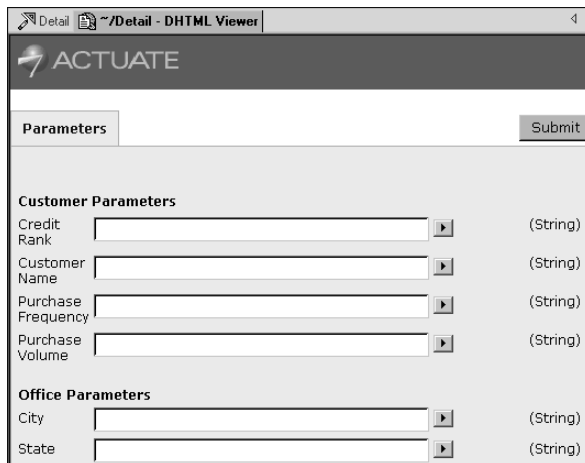 Detail ~/Detail - DHTML Viewer
ACTUATE
Parameters Submit
Customer Parameters
Credit
Rank (String)
Customer
Name (String)
Purchase
Frequency (String)
Purchase
Volume (String)
Office Parameters
City (String)
State (String)